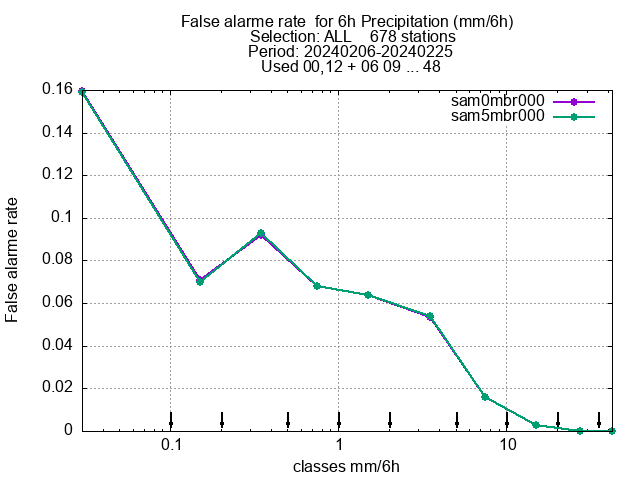 False alarme rate  for 6h Precipitation (mm/6h)
Selection: ALL    678 stations
Period: 20240206-20240225
Used 00,12 + 06 09 ... 48
sam0mbr000
sam5mbr000
0.16
0.14
0.12
0.1
0.08
0.06
0.04
0.02
0
False alarme rate
0.1 1 10
classes mm/6h